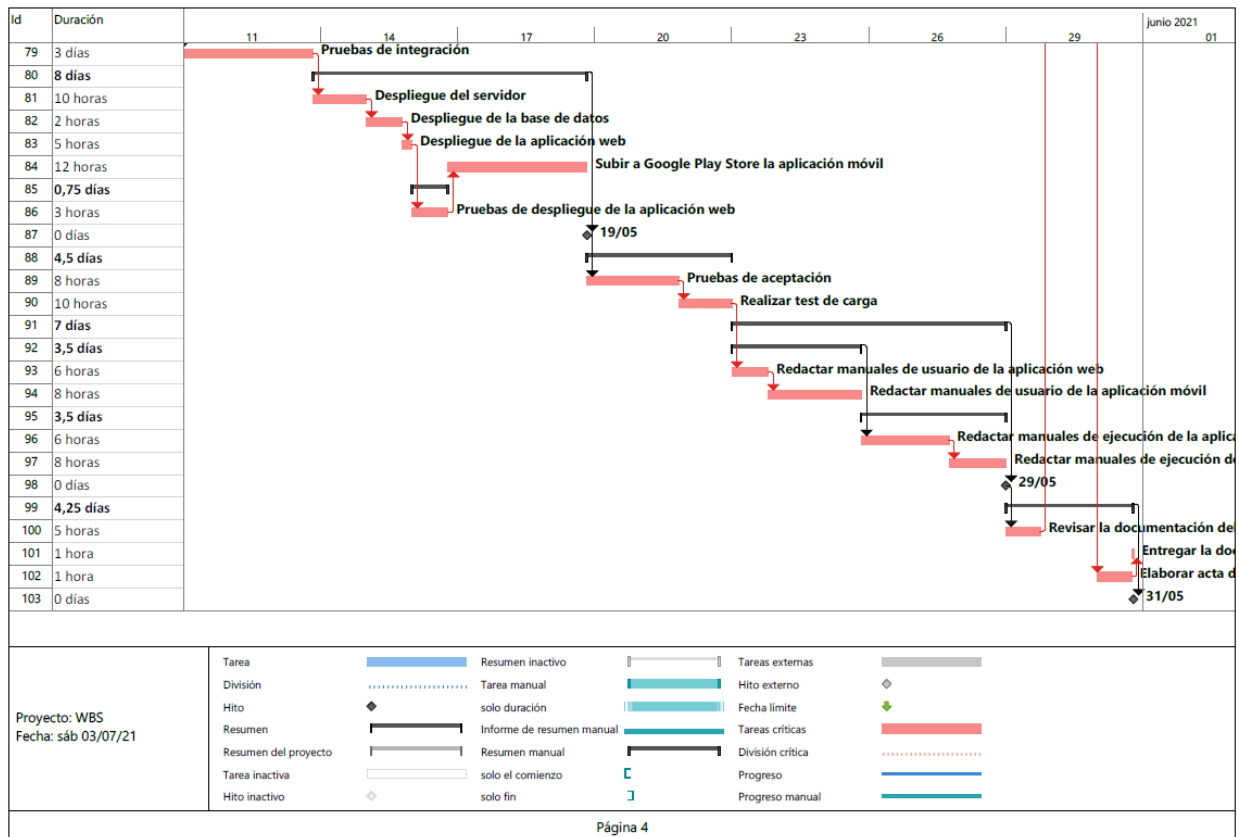 Id Duración junio 2021
11 14 17 20 23 26 29 01
79 3 días Pruebas de integración
80 8 días
81 10 horas Despliegue del servidor
82 2 horas Despliegue de la base de datos
83 5 horas Despliegue de la aplicación web
84 12 horas Subir a Google Play Store la aplicación móvil
85 0,75 días
86 3 horas Pruebas de despliegue de la aplicación web
87 0 días 19/05
88 4,5 días
89 8 horas Pruebas de aceptación
90 10 horas Realizar test de carga
91 7 días
92 3,5 días
93 6 horas Redactar manuales de usuario de la aplicación web
94 8 horas Redactar manuales de usuario de la aplicación móvil
95 3,5 días
96 6 horas Redactar manuales de ejecución de la aplica
97 8 horas Redactar manuales de ejecución de
98 0 días 29/05
99 4,25 días
100 5 horas Revisar la documentación del
101 1 hora Entregar la doc
102 1 hora Elaborar acta d
103 0 días 31/05
Proyecto: WBS
Fecha: sáb 03/07/21
Tarea Resumen inactivo Tareas externas
División Tarea manual Hito externo
Hito solo duración Fecha límite
Resumen Informe de resumen manual Tareas críticas
Resumen del proyecto Resumen manual División crítica
Tarea inactiva solo el comienzo Progreso
Hito inactivo solo fin Progreso manual
Página 4